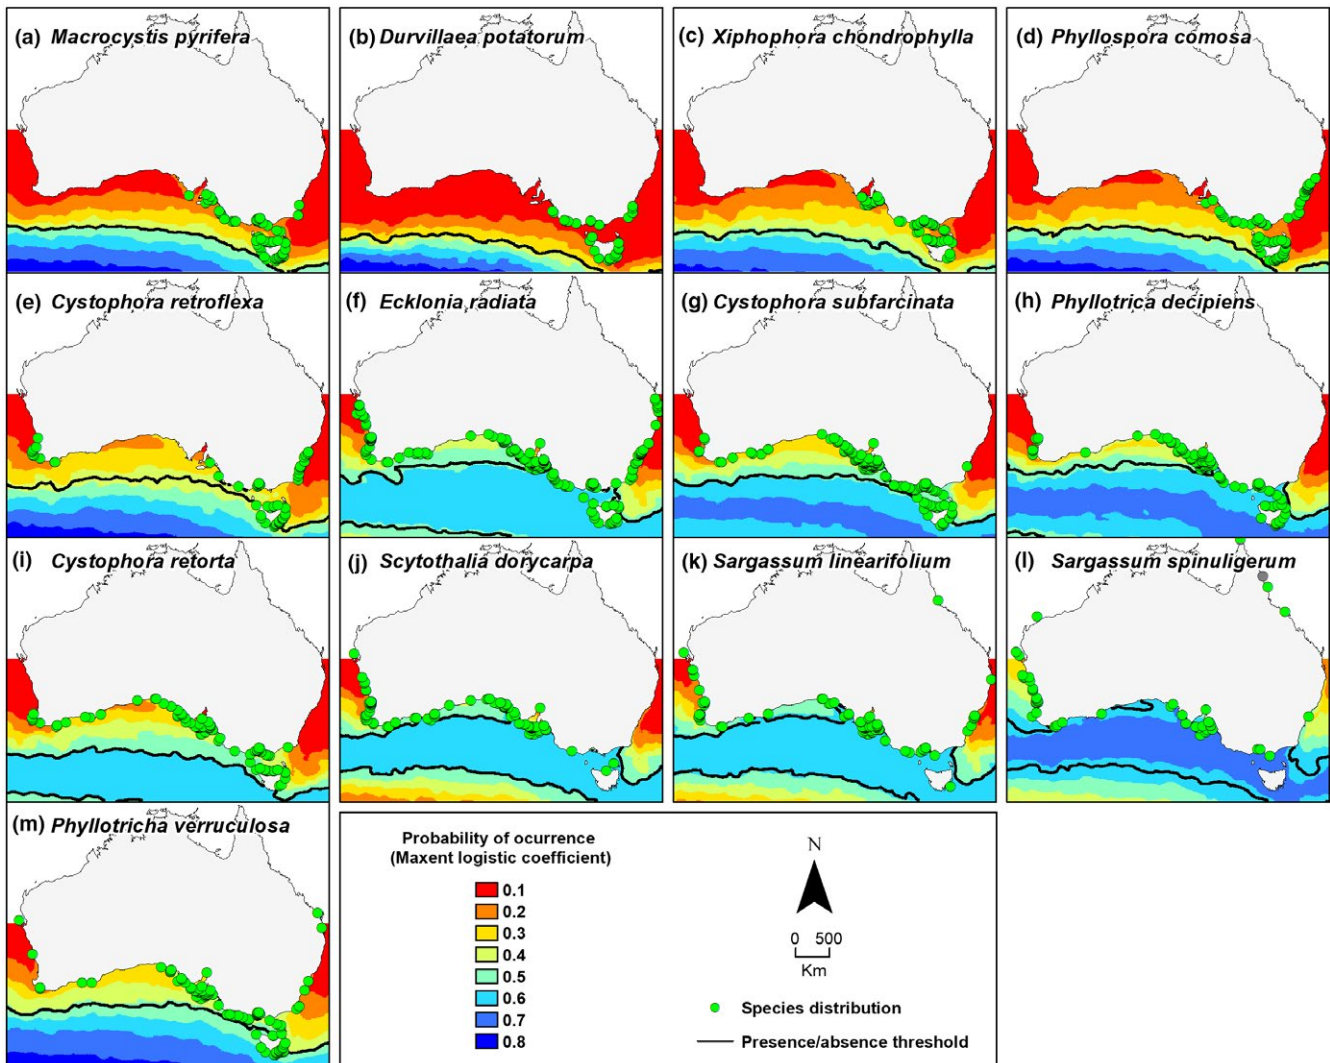 (a) Macrocystis pyrifera
(b) Durvillaea potatorum
(c) Xiphophora chondrophylla
(d) Phyllospora comosa
(e) Cystophora retroflexa
(f) Ecklonia radiata
(g) Cystophora subfarcinata
(h) Phyllotrica decipiens
(i) Cystophora retorta
(j) Scytothalia dorycarpa
(k) Sargassum linearifolium
(l) Sargassum spinuligerum
(m) Phyllotricha verruculosa
Probability of ocurrence
(Maxent logistic coefficient)
0.1
0.2
0.3
0.4
0.5
0.6
0.7
0.8
N
0 500
Km
Species distribution
Presence/absence threshold